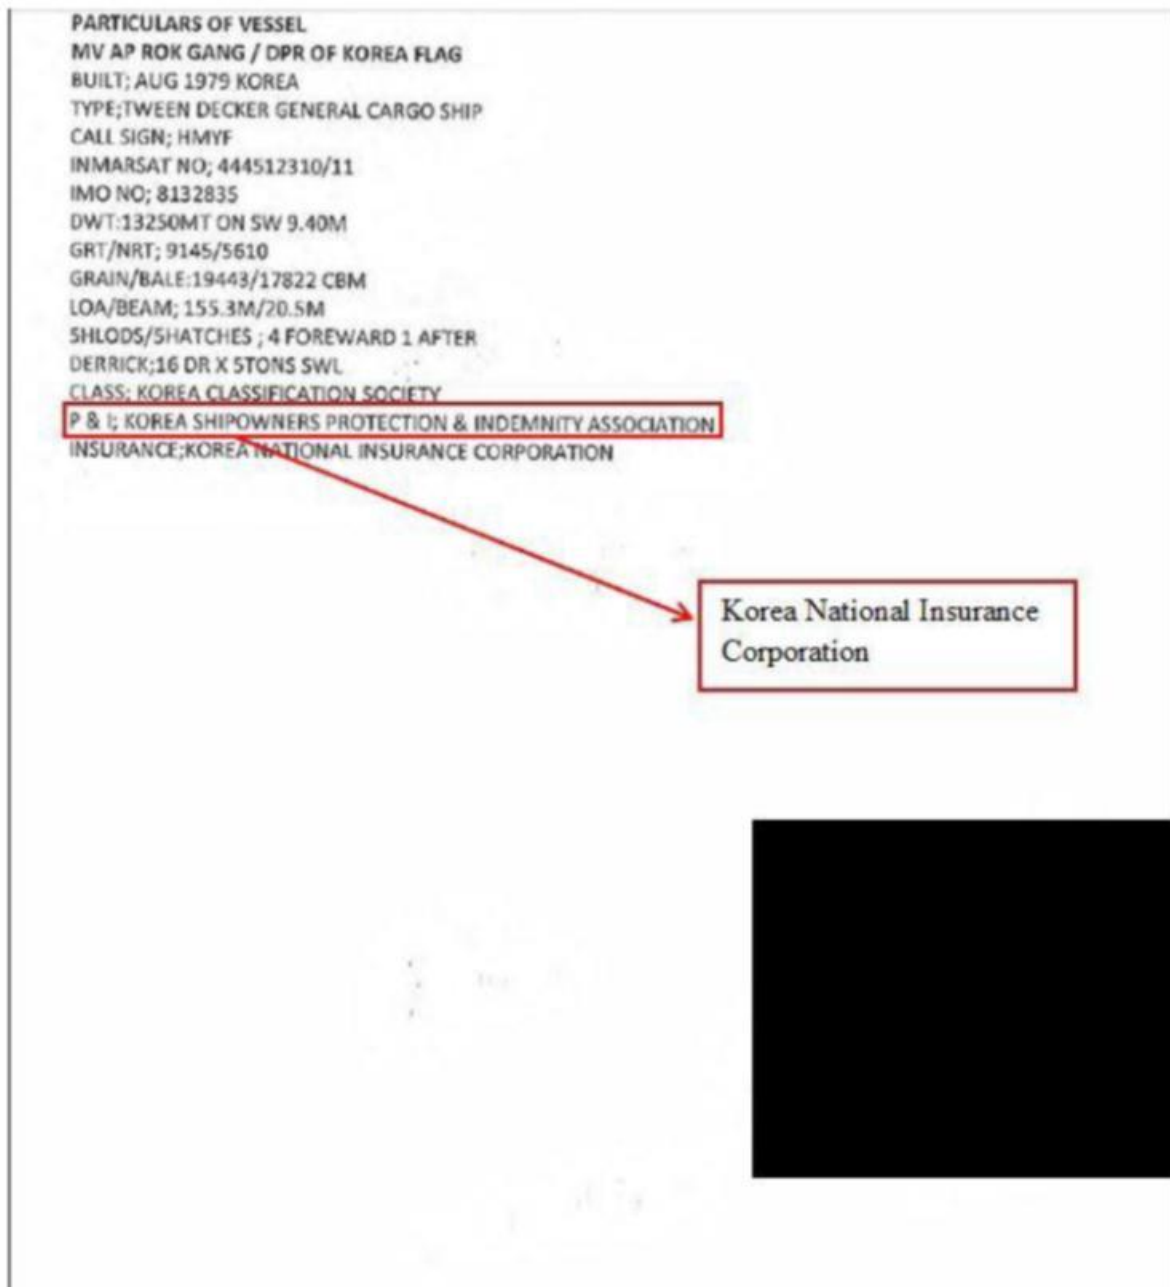 PARTICULARS OF VESSEL
MV AP ROK GANG / DPR OF KOREA FLAG
BUILT; AUG 1979 KOREA
TYPE;TWEEN DECKER GENERAL CARGO SHIP
CALL SIGN; HMYF
INMARSAT NO; 444512310/11
IMO NO; 8132835
DWT:13250MT ON SW 9.40M
GRT/NRT; 9145/5610
GRAIN/BALE:19443/17822 CBM
LOA/BEAM; 155.3M/20.5M
5HLODS/5HATCHES ; 4 FOREWARD 1 AFTER
DERRICK;16 DR X 5TONS SWL
CLASS; KOREA CLASSIFICATION SOCIETY
P & I; KOREA SHIPOWNERS PROTECTION & INDEMNITY ASSOCIATION
INSURANCE;KOREA NATIONAL INSURANCE CORPORATION
Korea National Insurance
Corporation